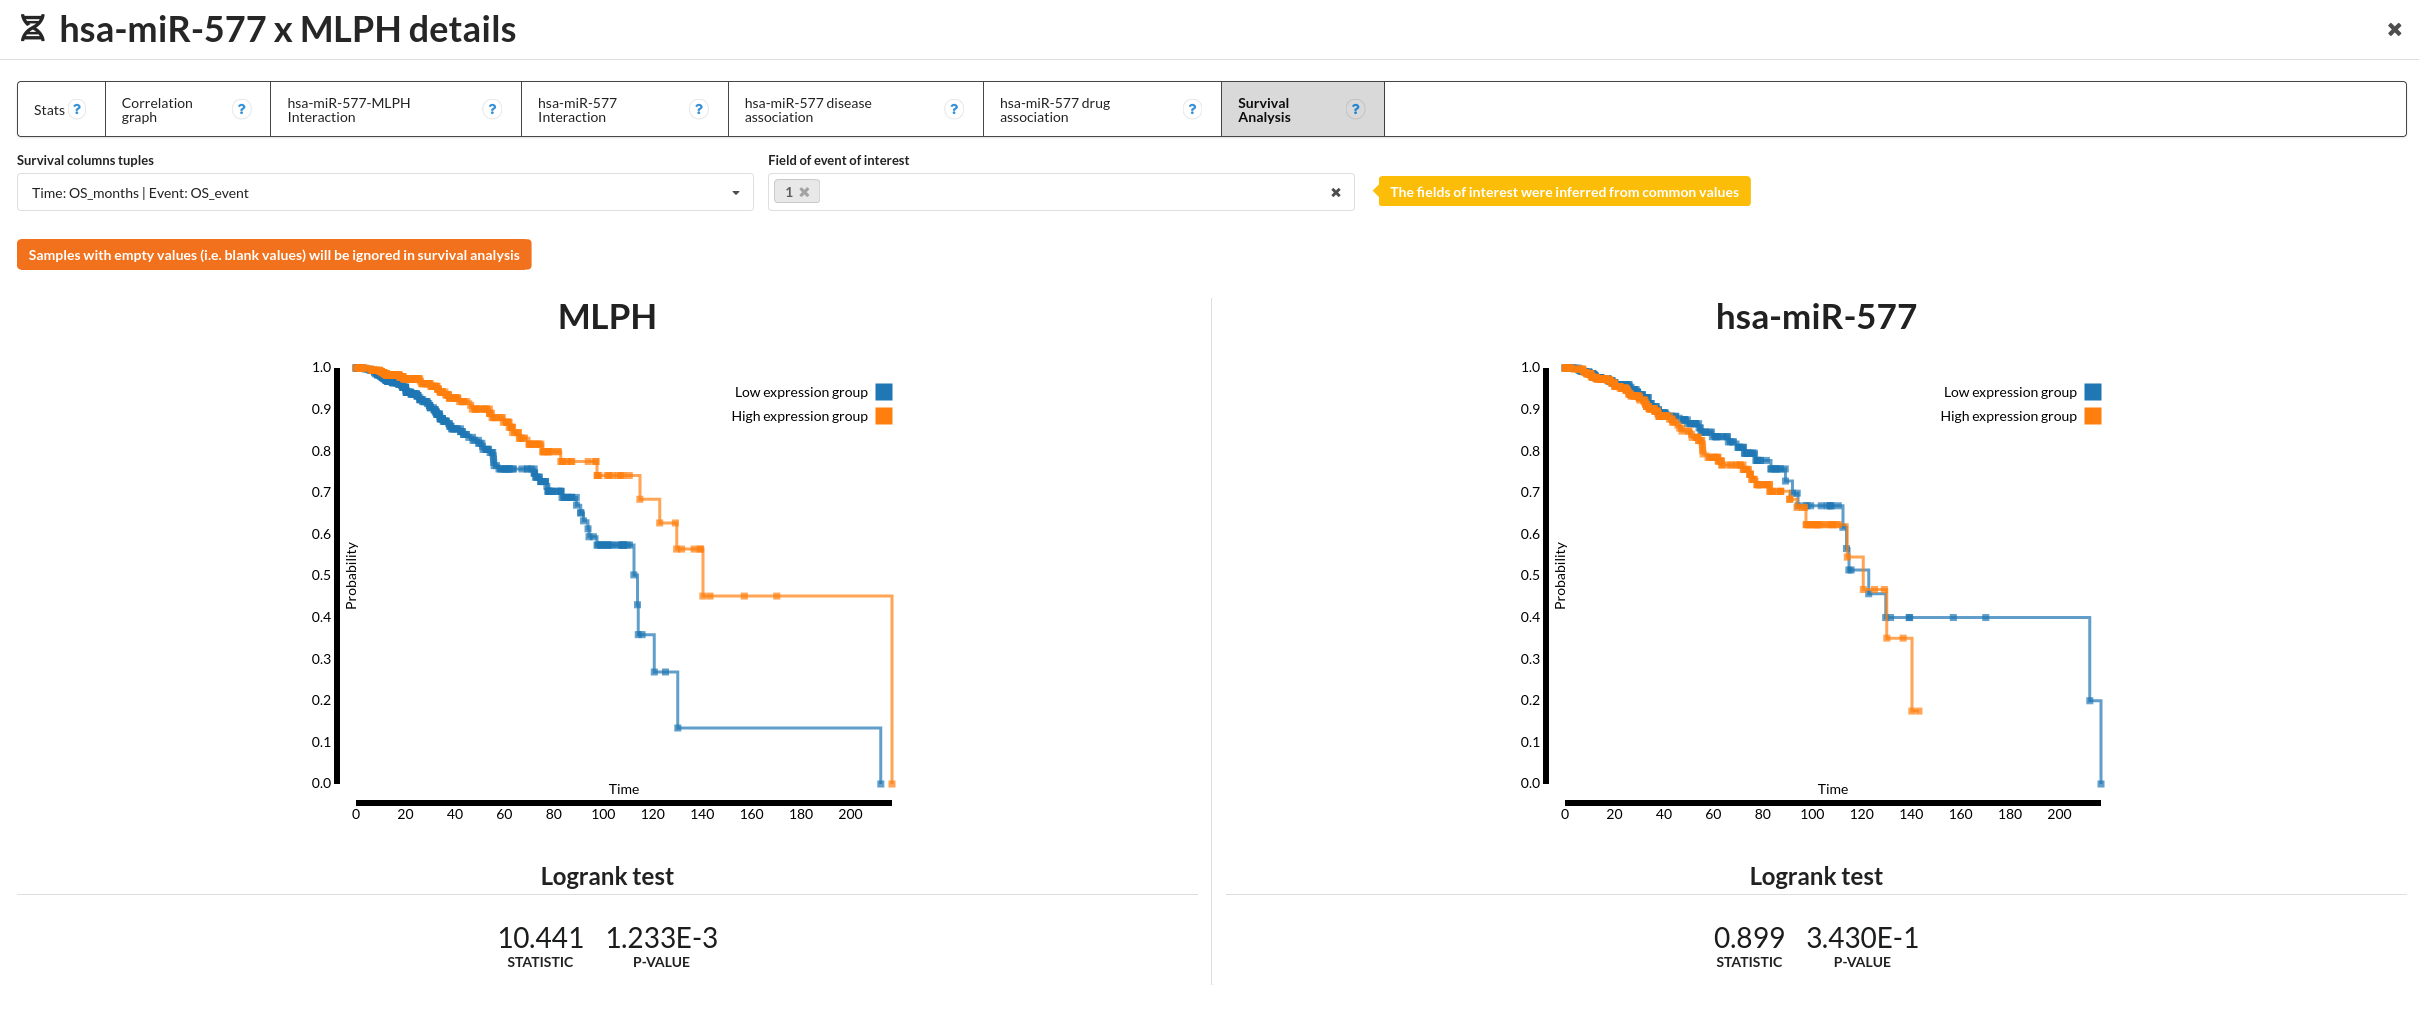 hsa-miR-577 x MLPH details
Stats ?
Correlation graph ?
hsa-miR-577-MLPH Interaction ?
hsa-miR-577 Interaction ?
hsa-miR-577 disease association ?
hsa-miR-577 drug association ?
Survival Analysis ?
Survival columns tuples
Time: OS_months | Event: OS_event
Field of event of interest
1
The fields of interest were inferred from common values
Samples with empty values (i.e. blank values) will be ignored in survival analysis
MLPH
Low expression group
High expression group
1.0
0.9
0.8
0.7
0.6
0.5
0.4
0.3
0.2
0.1
0.0
Probability
Time
0 20 40 60 80 100 120 140 160 180 200
Logrank test
10.441 1.233E-3
STATISTIC P-VALUE
hsa-miR-577
Low expression group
High expression group
1.0
0.9
0.8
0.7
0.6
0.5
0.4
0.3
0.2
0.1
0.0
Probability
Time
0 20 40 60 80 100 120 140 160 180 200
Logrank test
0.899 3.430E-1
STATISTIC P-VALUE